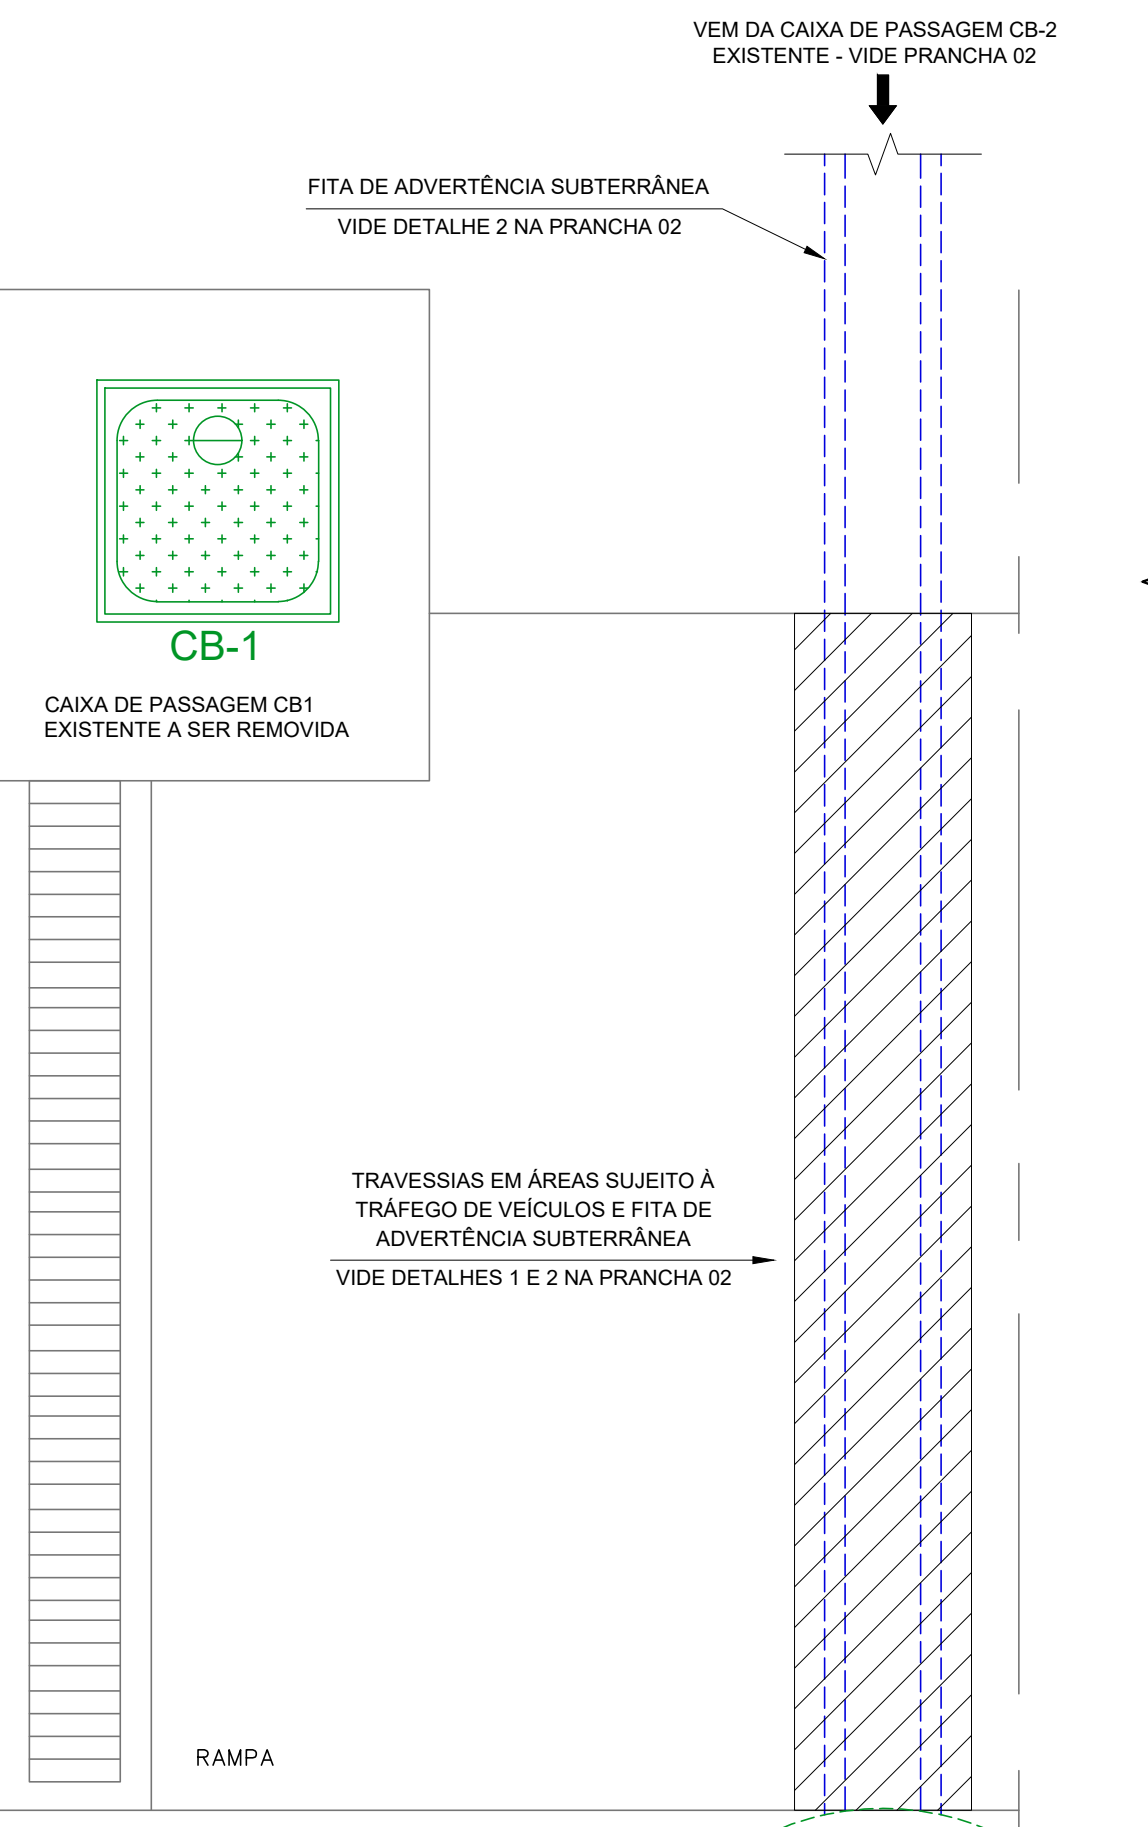 VEM DA CAIXA DE PASSAGEM CB-2
EXISTENTE - VIDE PRANCHA 02
FITA DE ADVERTÊNCIA SUBTERRÂNEA
VIDE DETALHE 2 NA PRANCHA 02
CB-1
CAIXA DE PASSAGEM CB1
EXISTENTE A SER REMOVIDA
TRAVESSIAS EM ÁREAS SUJEITO À
TRÁFEGO DE VEÍCULOS E FITA DE
ADVERTÊNCIA SUBTERRÂNEA
VIDE DETALHES 1 E 2 NA PRANCHA 02
RAMPA